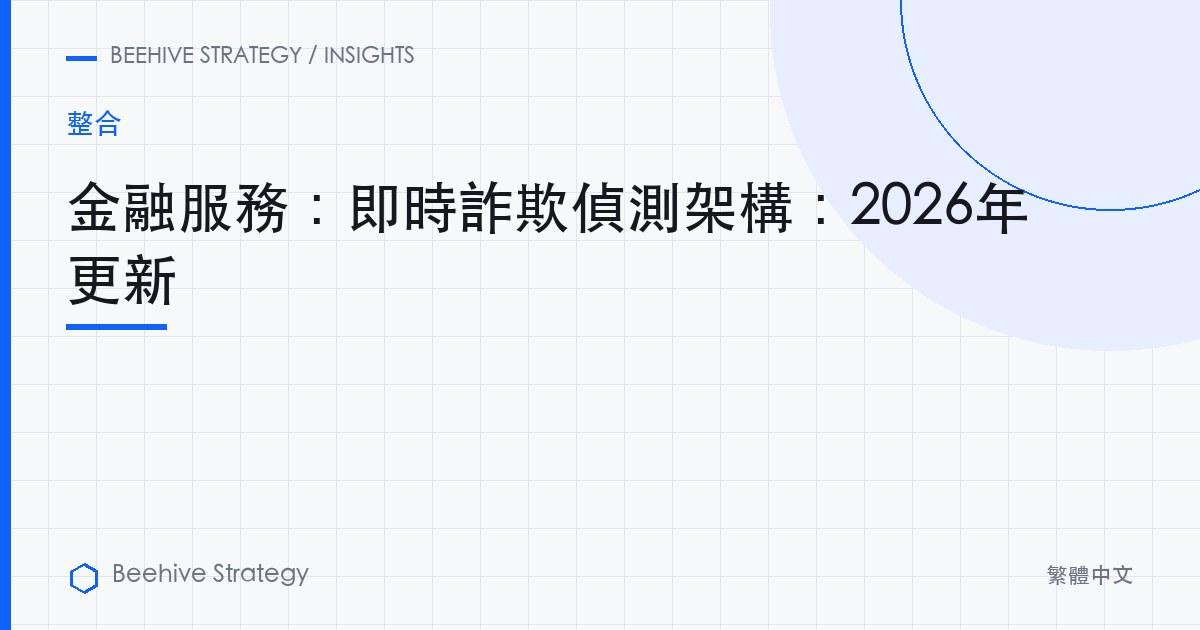 BEEHIVE STRATEGY / INSIGHTS
整合
金融服務：即時詐欺偵測架構：2026年
更新
Beehive Strategy
繁體中文